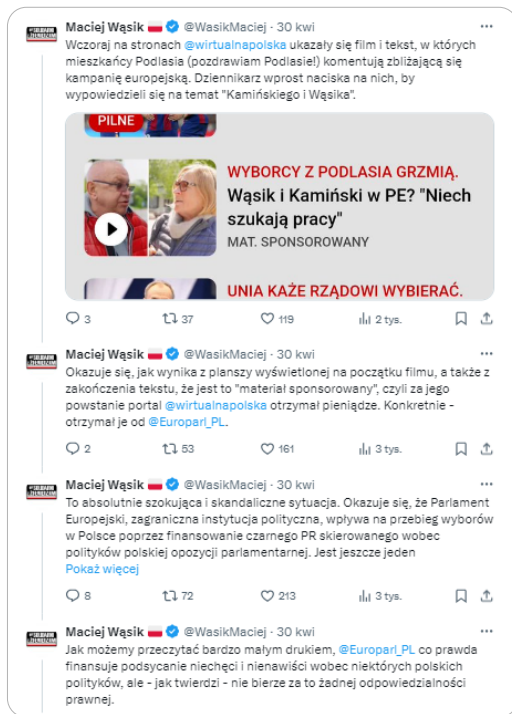 Maciej Wąsik @WasikMaciej · 30 kwi
Wczoraj na stronach @wirtualnapolska ukazały się film i tekst, w których
mieszkańcy Podlasia (pozdrawiam Podlasie!) komentują zbliżającą się
kampanię europejską. Dziennikarz wprost naciska na nich, by
wypowiedzieli się na temat "Kamińskiego i Wąsika".
PILNE
WYBORCY Z PODLASIA GRZMIĄ.
Wąsik i Kamiński w PE? "Niech
szukają pracy"
MAT. SPONSOROWANY
UNIA KAŻE RZĄDOWI WYBIERAĆ.
3 37 119 2 tys.
Maciej Wąsik @WasikMaciej · 30 kwi
Okazuje się, jak wynika z planszy wyświetlonej na początku filmu, a także z
zakończenia tekstu, że jest to "materiał sponsorowany", czyli za jego
powstanie portal @wirtualnapolska otrzymał pieniądze. Konkretnie -
otrzymał je od @Europarl_PL.
2 53 161 3 tys.
Maciej Wąsik @WasikMaciej · 30 kwi
To absolutnie szokująca i skandaliczne sytuacja. Okazuje się, że Parlament
Europejski, zagraniczna instytucja polityczna, wpływa na przebieg wyborów
w Polsce poprzez finansowanie czarnego PR skierowanego wobec
polityków polskiej opozycji parlamentarnej. Jest jeszcze jeden
Pokaż więcej
8 72 213 3 tys.
Maciej Wąsik @WasikMaciej · 30 kwi
Jak możemy przeczytać bardzo małym drukiem, @Europarl_PL co prawda
finansuje podsycanie niechęci i nienawiści wobec niektórych polskich
polityków, ale - jak twierdzi - nie bierze za to żadnej odpowiedzialności
prawnej.